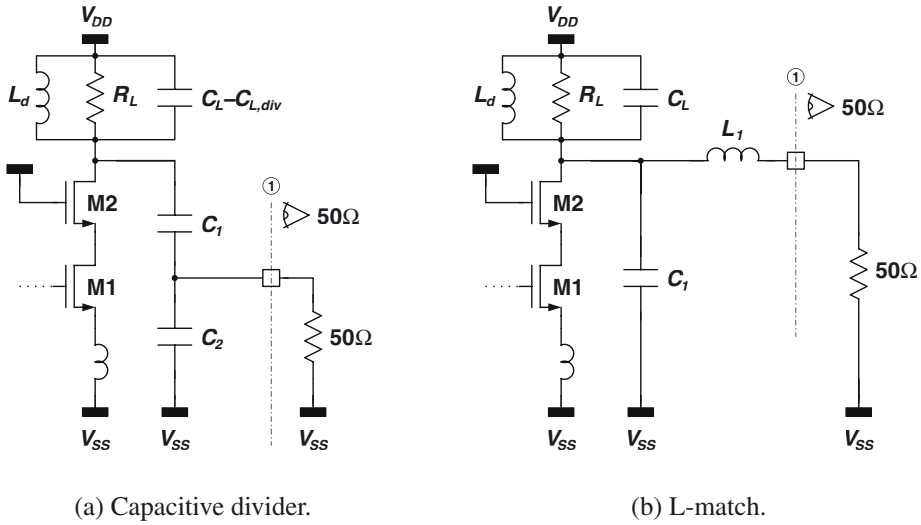 V_DD
L_d
R_L
C_L–C_L,div
M2
C_1
①
50Ω
M1
C_2
50Ω
V_SS
V_SS
V_SS
(a) Capacitive divider.
V_DD
L_d
R_L
C_L
①
50Ω
L_1
M2
M1
C_1
50Ω
V_SS
V_SS
V_SS
(b) L-match.